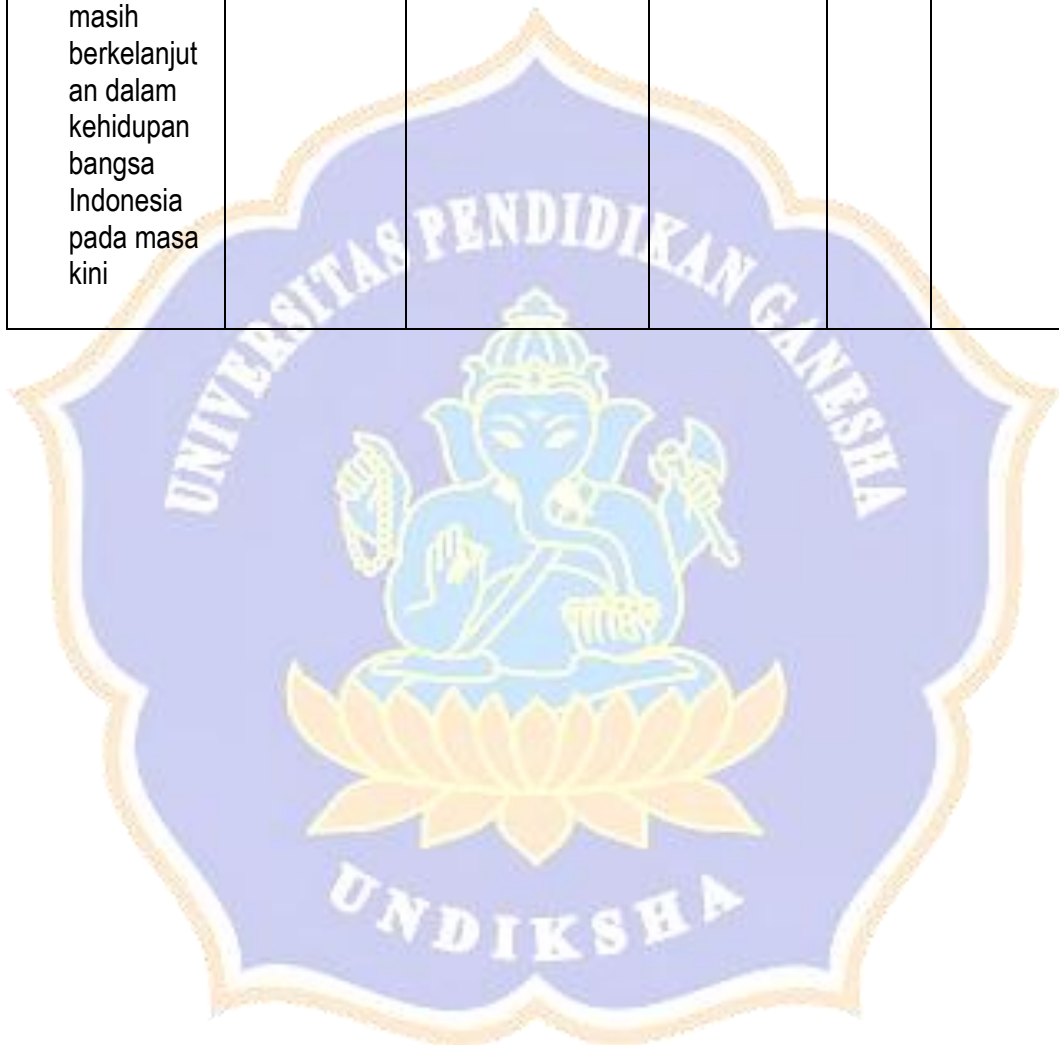 masih
berkelanjut
an dalam
kehidupan
bangsa
Indonesia
pada masa
kini
UNIVERSITAS PENDIDIKAN GANESHA
UNDIKSHA